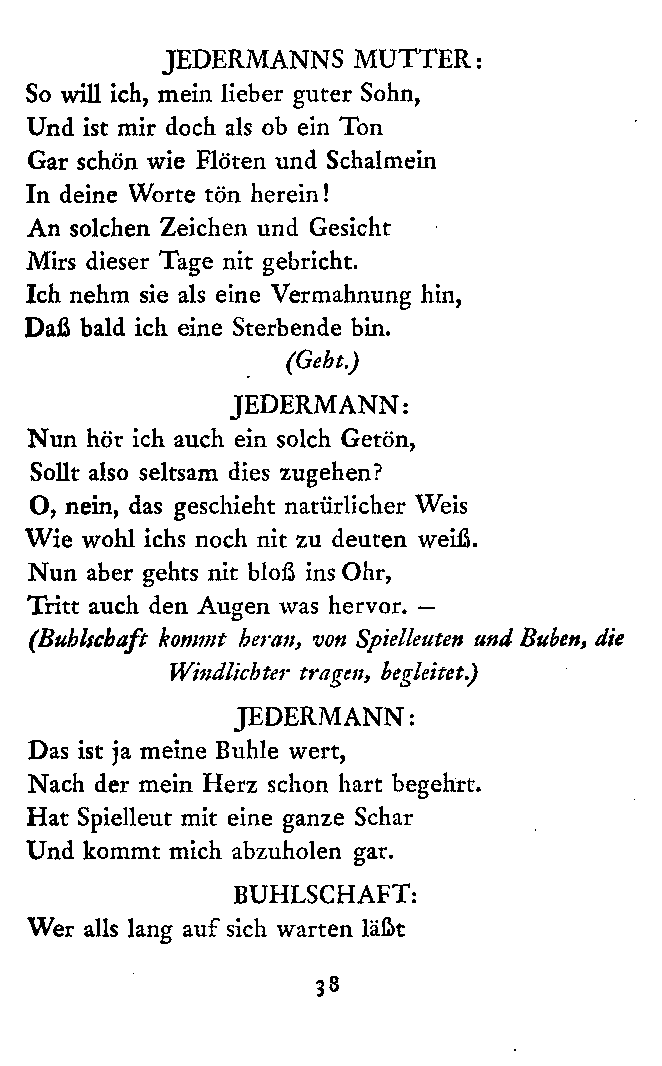 JEDERMANNS MUTTER:
So will ich, mein lieber guter Sohn,
Und ist mir doch als ob ein Ton
Gar schön wie Flöten und Schalmein
In deine Worte tön herein!
An solchen Zeichen und Gesicht
Mirs dieser Tage nit gebricht.
Ich nehm sie als eine Vermahnung hin,
Daß bald ich eine Sterbende bin.
(Geht.)
JEDERMANN:
Nun hör ich auch ein solch Getön,
Sollt also seltsam dies zugehen?
O, nein, das geschieht natürlicher Weis
Wie wohl ichs noch nit zu deuten weiß.
Nun aber gehts nit bloß ins Ohr,
Tritt auch den Augen was hervor. —
(Buhlschaft kommt heran, von Spielleuten und Buben, die
Windlichter tragen, begleitet.)
JEDERMANN:
Das ist ja meine Buhle wert,
Nach der mein Herz schon hart begehrt.
Hat Spielleut mit eine ganze Schar
Und kommt mich abzuholen gar.
BUHLSCHAFT:
Wer alls lang auf sich warten läßt
38